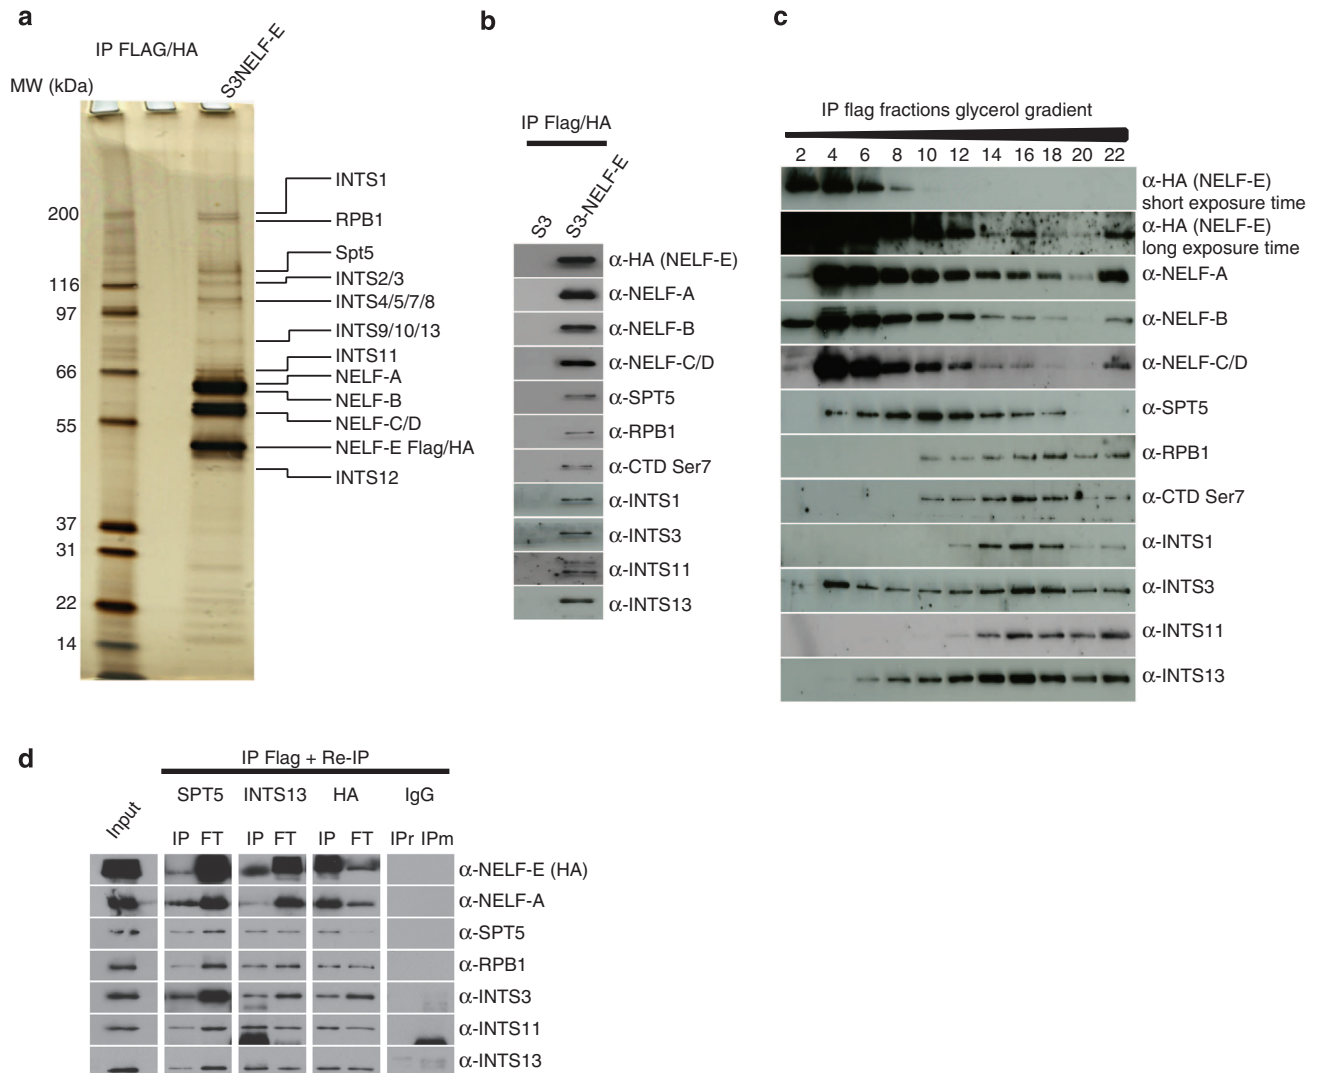 a
IP FLAG/HA
S3NELF-E
MW (kDa)
200
116
97
66
55
37
31
22
14
INTS1
RPB1
Spt5
INTS2/3
INTS4/5/7/8
INTS9/10/13
INTS11
NELF-A
NELF-B
NELF-C/D
NELF-E Flag/HA
INTS12
b
IP Flag/HA
S3
S3-NELF-E
α-HA (NELF-E)
α-NELF-A
α-NELF-B
α-NELF-C/D
α-SPT5
α-RPB1
α-CTD Ser7
α-INTS1
α-INTS3
α-INTS11
α-INTS13
c
IP flag fractions glycerol gradient
2 4 6 8 10 12 14 16 18 20 22
α-HA (NELF-E)
short exposure time
α-HA (NELF-E)
long exposure time
α-NELF-A
α-NELF-B
α-NELF-C/D
α-SPT5
α-RPB1
α-CTD Ser7
α-INTS1
α-INTS3
α-INTS11
α-INTS13
d
IP Flag + Re-IP
SPT5 INTS13 HA IgG
Input
IP FT IP FT IP FT IPr IPm
α-NELF-E (HA)
α-NELF-A
α-SPT5
α-RPB1
α-INTS3
α-INTS11
α-INTS13